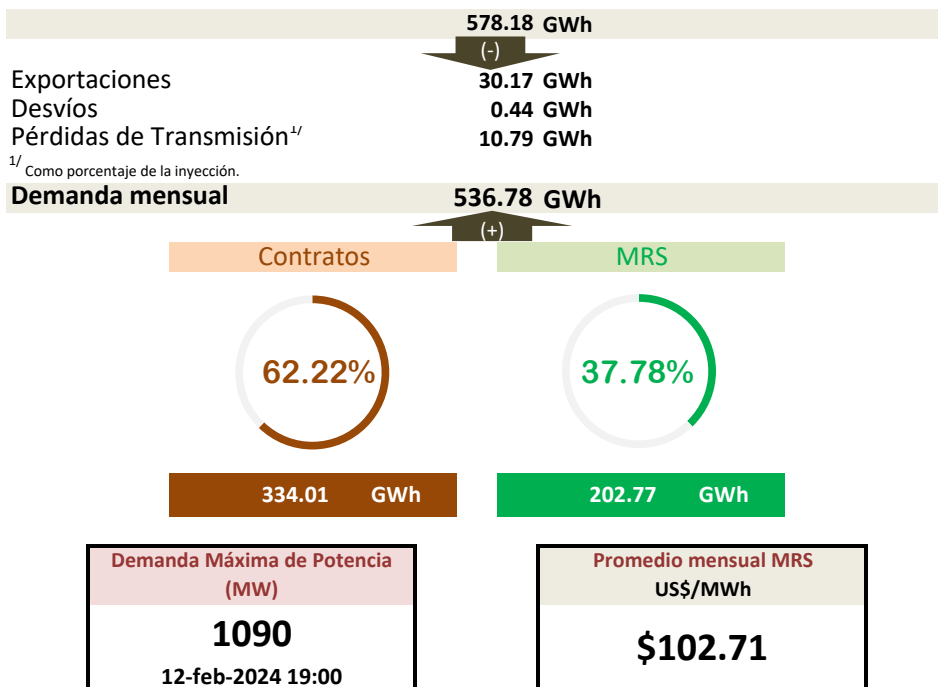 578.18 GWh
(-)
Exportaciones 30.17 GWh
Desvíos 0.44 GWh
Pérdidas de Transmisión 1/ 10.79 GWh
1/ Como porcentaje de la inyección.
Demanda mensual 536.78 GWh
(+)
Contratos MRS
62.22% 37.78%
334.01 GWh 202.77 GWh
Demanda Máxima de Potencia
(MW)
1090
12-feb-2024 19:00
Promedio mensual MRS
US$/MWh
$102.71